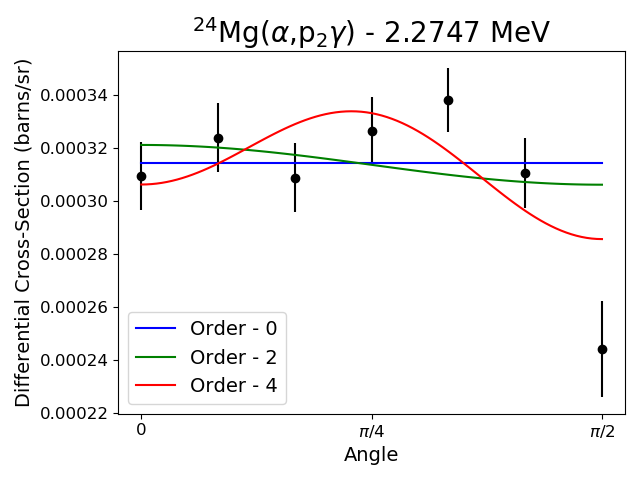 ²⁴Mg(α,p₂γ) - 2.2747 MeV
Differential Cross-Section (barns/sr)
0.00034
0.00032
0.00030
0.00028
0.00026
0.00024
0.00022
Order - 0
Order - 2
Order - 4
0
π/4
π/2
Angle